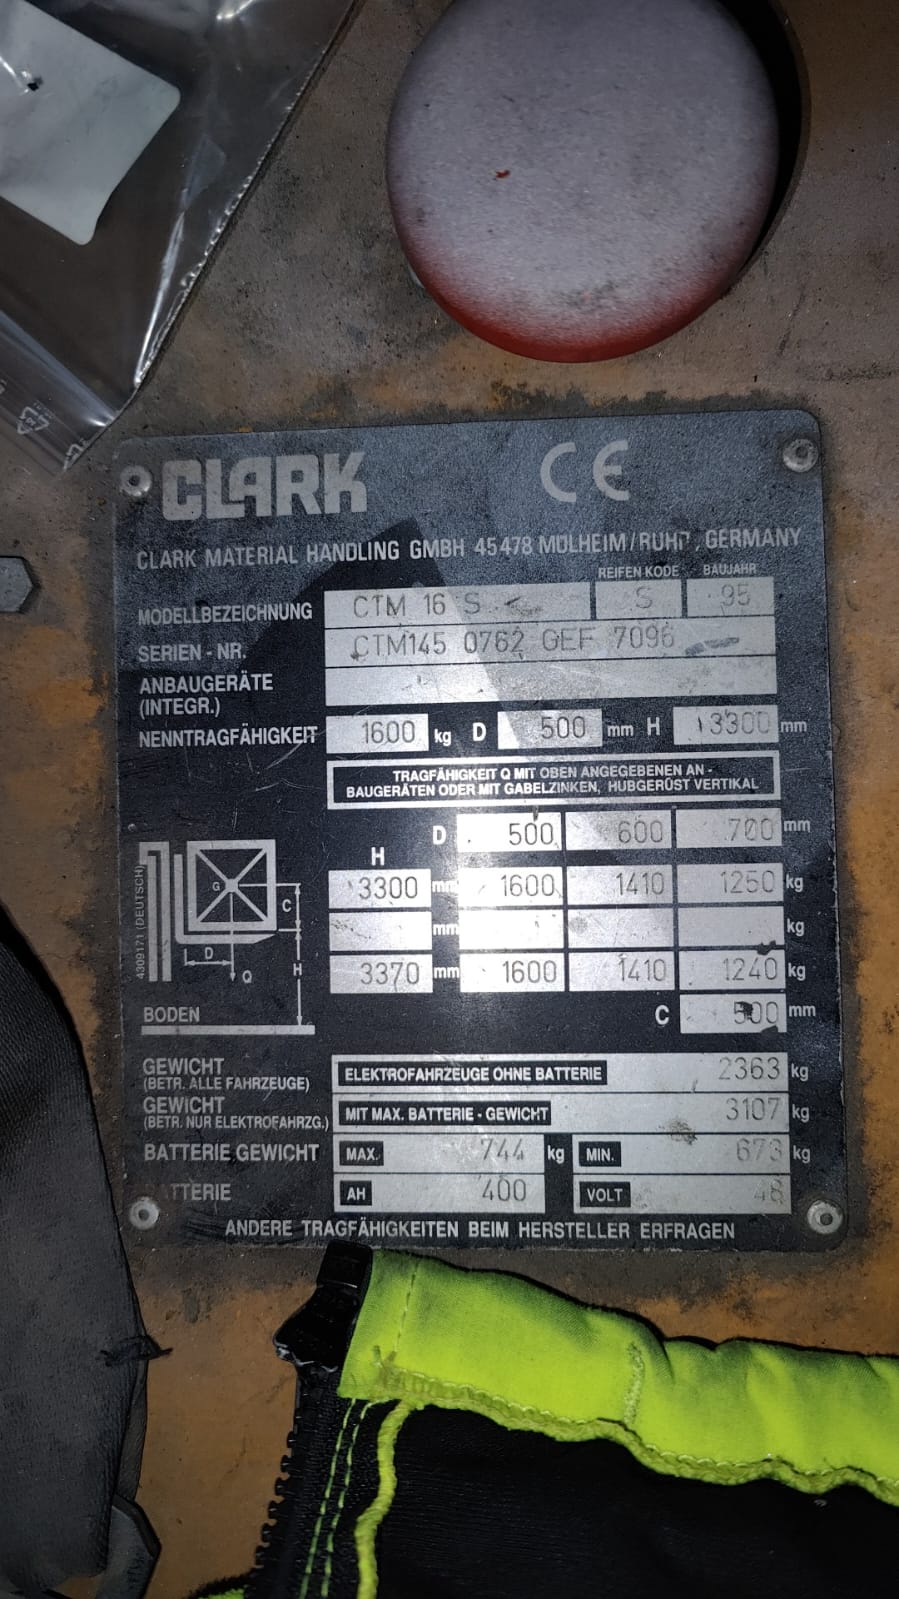 CLARK CE
CLARK MATERIAL HANDLING GMBH 45478 MÜLHEIM/RUHR, GERMANY
REIFEN KODE BAUJAHR
MODELLBEZEICHNUNG CTM 16 S S 95
SERIEN - NR. CTM145 0762 GEF 7096
ANBAUGERÄTE
(INTEGR.)
NENNTRAGFÄHIGKEIT 1600 kg D 500 mm H 3300 mm
TRAGFÄHIGKEIT Q MIT OBEN ANGEGEBENEN AN -
BAUGERÄTEN ODER MIT GABELZINKEN, HUBGERÜST VERTIKAL
D 500 600 700 mm
H
3300 mm 1600 1410 1250 kg
mm kg
3370 mm 1600 1410 1240 kg
C 500 mm
G
C
D
H
Q
4309171 (DEUTSCH)
BODEN
GEWICHT
(BETR. ALLE FAHRZEUGE) ELEKTROFAHRZEUGE OHNE BATTERIE 2363 kg
GEWICHT
(BETR. NUR ELEKTROFAHRZG.) MIT MAX. BATTERIE - GEWICHT 3107 kg
BATTERIE GEWICHT MAX. 744 kg MIN. 673 kg
BATTERIE AH 400 VOLT 48
ANDERE TRAGFÄHIGKEITEN BEIM HERSTELLER ERFRAGEN